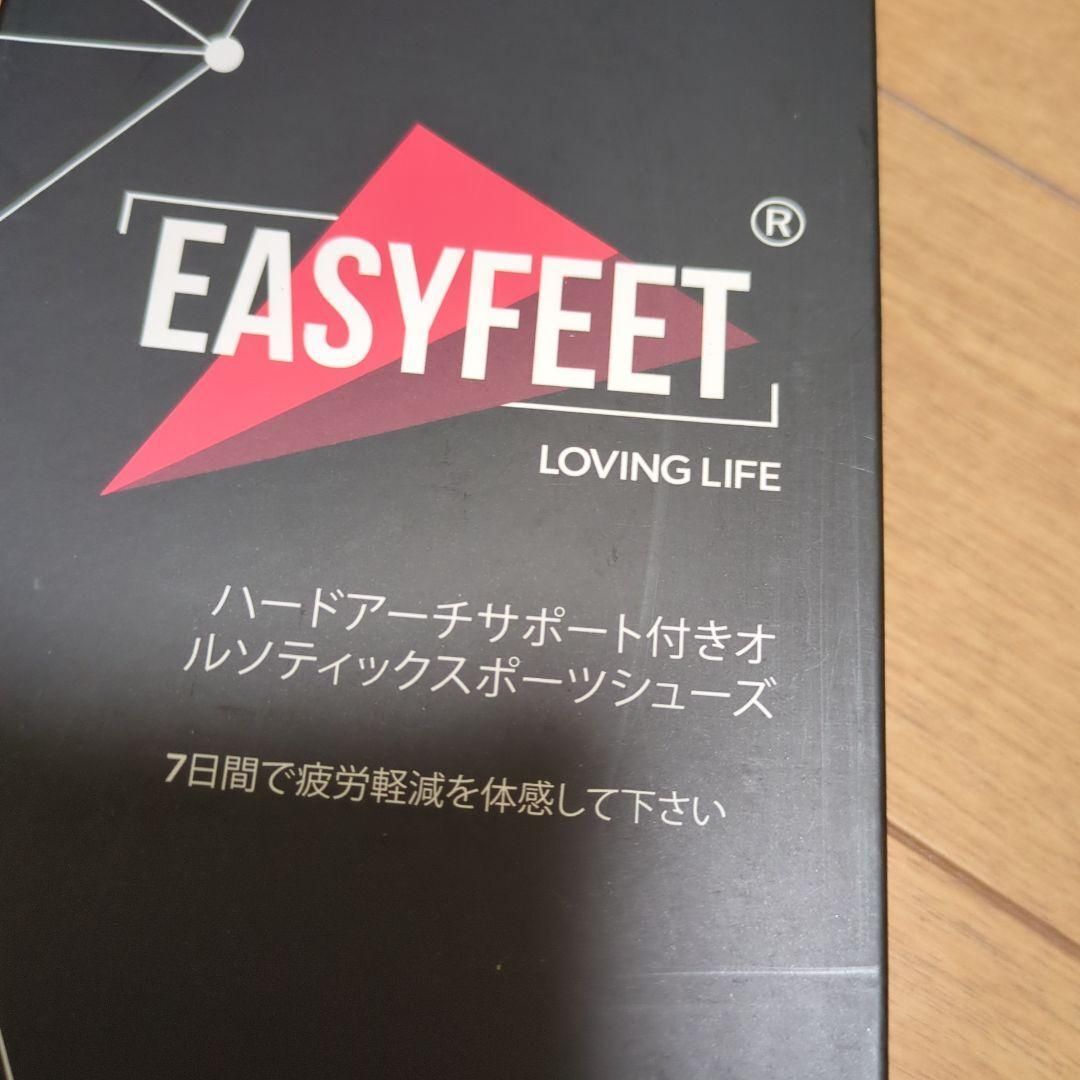 EASYFEET®
LOVING LIFE
ハードアーチサポート付きオ
ルソティックスポーツシューズ
7日間で疲労軽減を体感して下さい